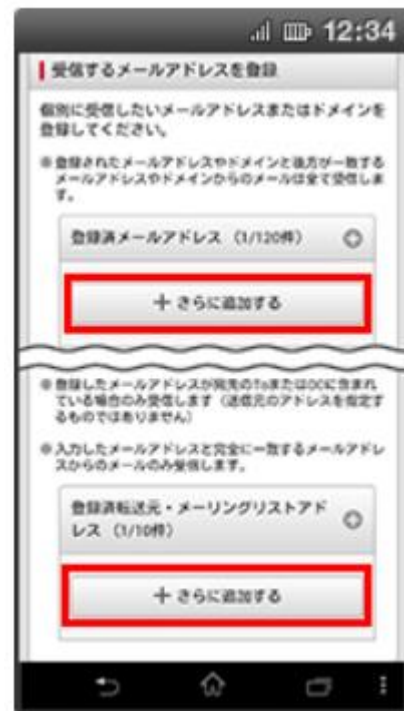 12:34
受信するメールアドレスを登録
個別に受信したいメールアドレスまたはドメインを
登録してください。
※登録されたメールアドレスやドメインと後方が一致する
メールアドレスやドメインからのメールは全て受信しま
す。
登録済メールアドレス (1/120件)
+ さらに追加する
※登録したメールアドレスが宛先のToまたはCCに含まれ
ている場合のみ受信します（送信元のアドレスを指定す
るものではありません）
※入力したメールアドレスと完全に一致するメールアドレ
スからのメールのみ受信します。
登録済転送元・メーリングリストアド
レス (1/10件)
+ さらに追加する